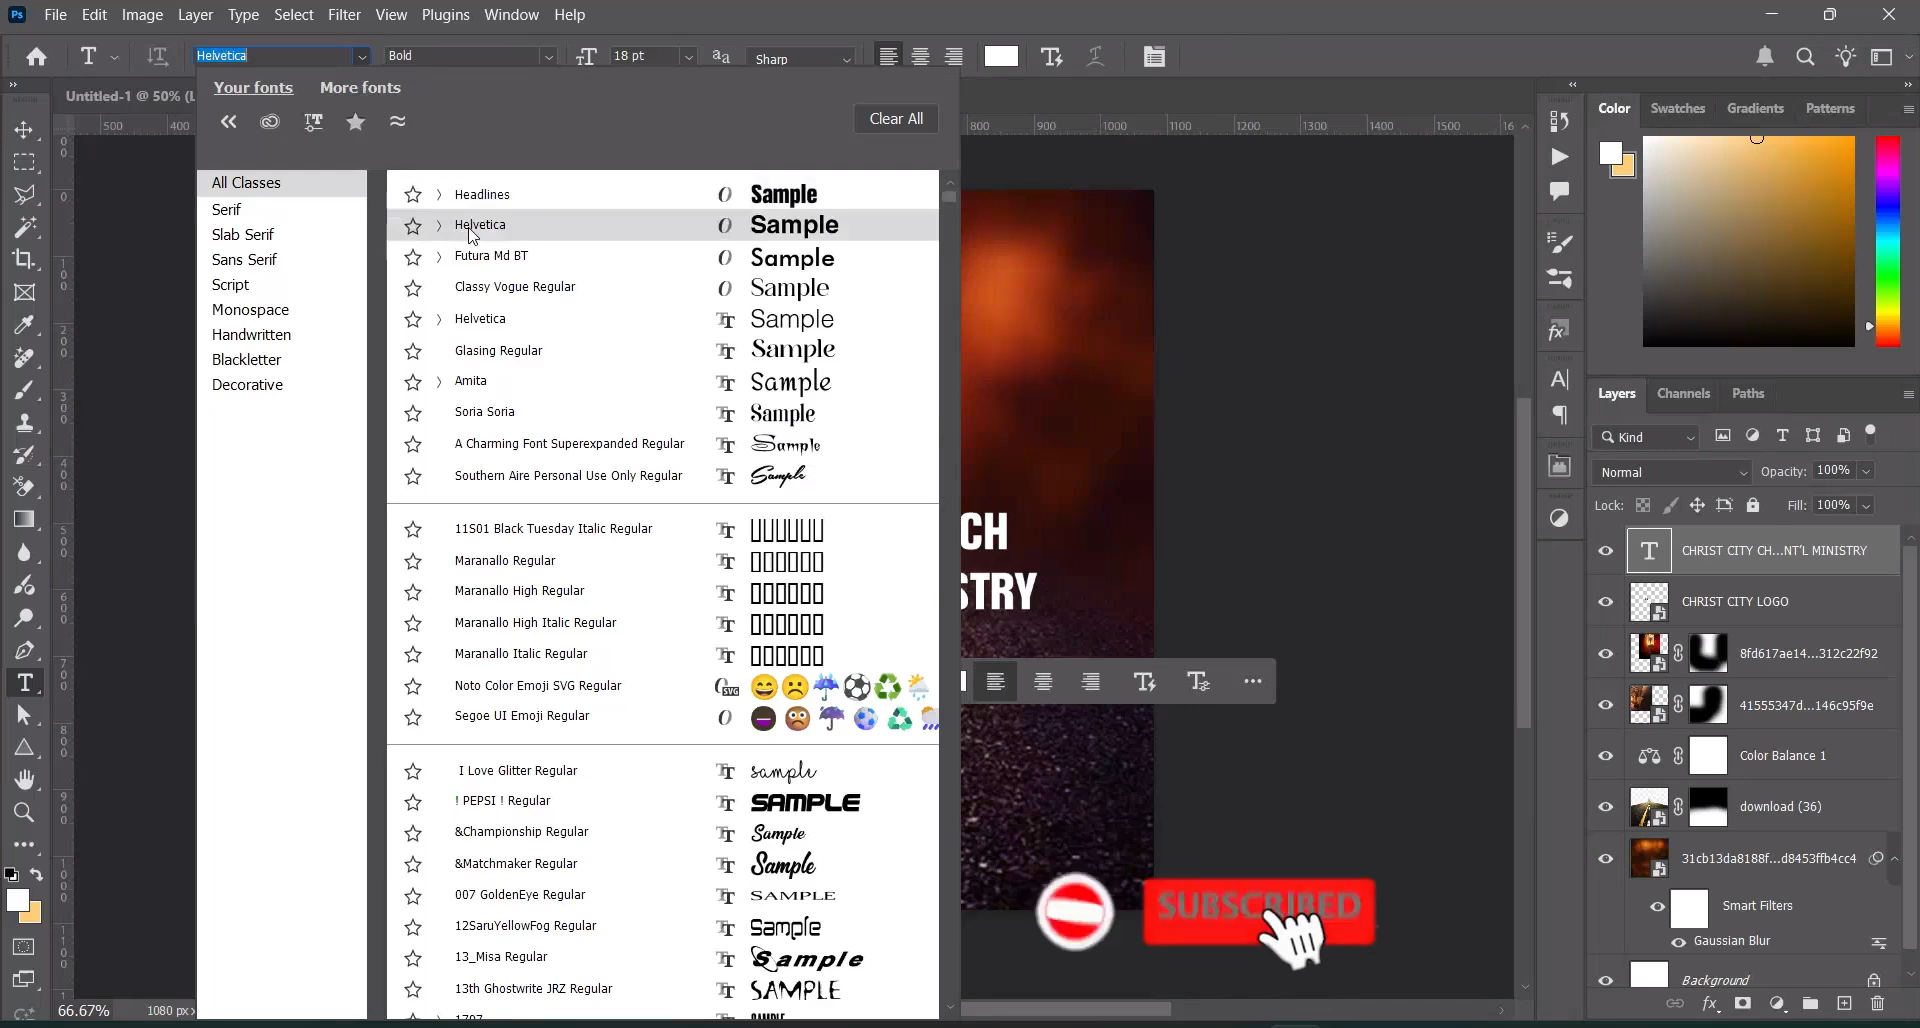 File Edit Image Layer Type Select Filter View Plugins Window Help
Helvetica Bold 18 pt aa Sharp
Untitled-1 @ 50% (L
Your fonts More fonts
Clear All
All Classes
Serif
Slab Serif
Sans Serif
Script
Monospace
Handwritten
Blackletter
Decorative
Headlines Sample
Helvetica Sample
Futura Md BT Sample
Classy Vogue Regular Sample
Helvetica Sample
Glasing Regular Sample
Amita Sample
Soria Soria Sample
A Charming Font Superexpanded Regular Sample
Southern Aire Personal Use Only Regular Sample
11S01 Black Tuesday Italic Regular
Maranallo Regular
Maranallo High Regular
Maranallo High Italic Regular
Maranallo Italic Regular
Noto Color Emoji SVG Regular
Segoe UI Emoji Regular
I Love Glitter Regular sample
! PEPSI ! Regular SAMPLE
&Championship Regular Sample
&Matchmaker Regular Sample
007 GoldenEye Regular SAMPLE
12SaruYellowFog Regular Sample
13_Misa Regular Sample
13th Ghostwrite JRZ Regular SAMPLE
500 400 800 900 1000 1100 1200 1300 1400 1500 16
CH
STRY
SUBSCRIBED
66.67% 1080 px
Color Swatches Gradients Patterns
Layers Channels Paths
Kind
Normal Opacity: 100%
Lock: Fill: 100%
CHRIST CITY CH...NT'L MINISTRY
CHRIST CITY LOGO
8fd617ae14...312c22f92
41555347d...146c95f9e
Color Balance 1
download (36)
31cb13da8188f...d8453ffb4cc4
Smart Filters
Gaussian Blur
Background